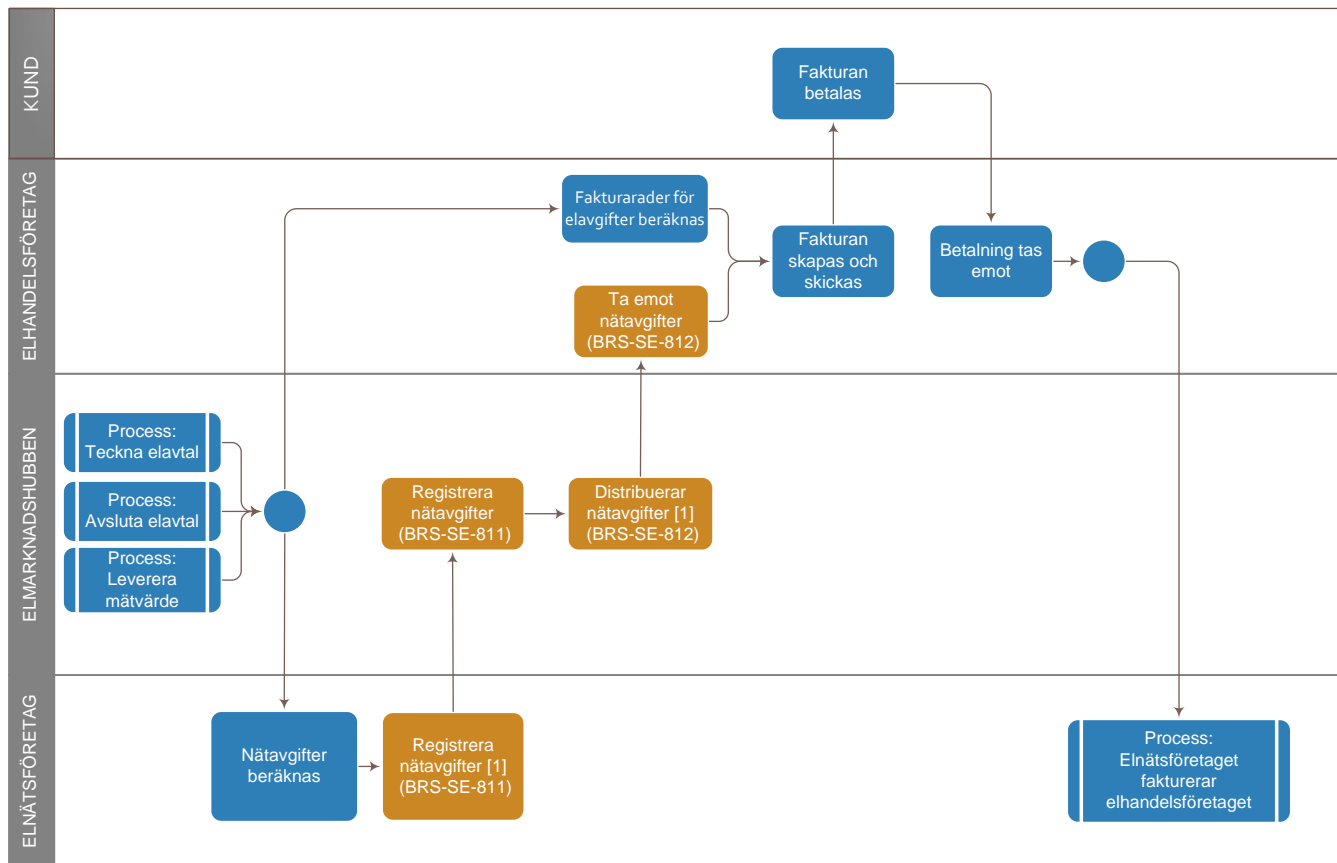 KUND
Fakturan
betalas
ELHANDELSFÖRETAG
Fakturarader för
elavgifter beräknas
Fakturan
skapas och
skickas
Betalning tas
emot
Ta emot
nätavgifter
(BRS-SE-812)
ELMARKNADSHUBBEN
Process:
Teckna elavtal
Process:
Avsluta elavtal
Process:
Leverera
mätvärde
Registrera
nätavgifter
(BRS-SE-811)
Distribuerar
nätavgifter [1]
(BRS-SE-812)
ELNÄTSFÖRETAG
Nätavgifter
beräknas
Registrera
nätavgifter [1]
(BRS-SE-811)
Process:
Elnätsföretaget
fakturerar
elhandelsföretaget